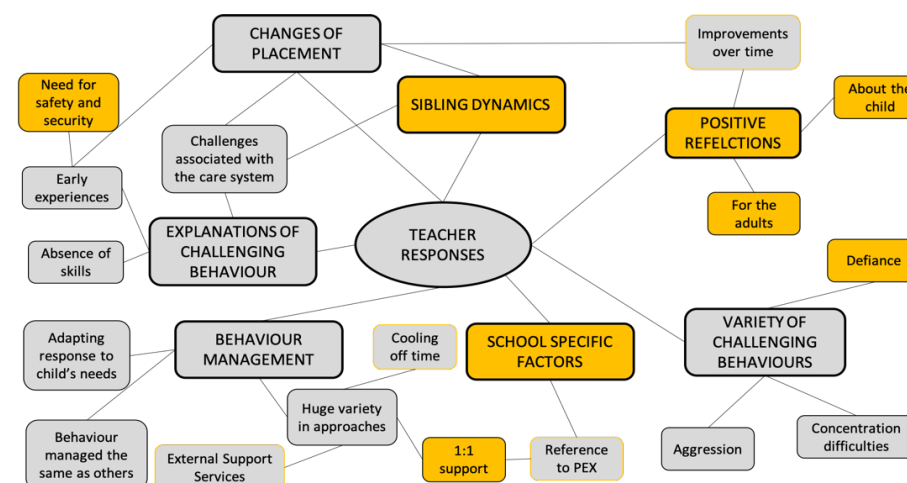 CHANGES OF
PLACEMENT
Improvements
over time
Need for
safety and
security
SIBLING DYNAMICS
About the
child
POSITIVE
REFELCTIONS
Challenges
associated with
the care system
Early
experiences
For the
adults
EXPLANATIONS OF
CHALLENGING
BEHAVIOUR
TEACHER
RESPONSES
Absence of
skills
Defiance
Adapting
response to
child's needs
BEHAVIOUR
MANAGEMENT
Cooling
off time
SCHOOL SPECIFIC
FACTORS
VARIETY OF
CHALLENGING
BEHAVIOURS
Huge variety
in approaches
Behaviour
managed the
same as others
External Support
Services
1:1
support
Reference
to PEX
Aggression
Concentration
difficulties